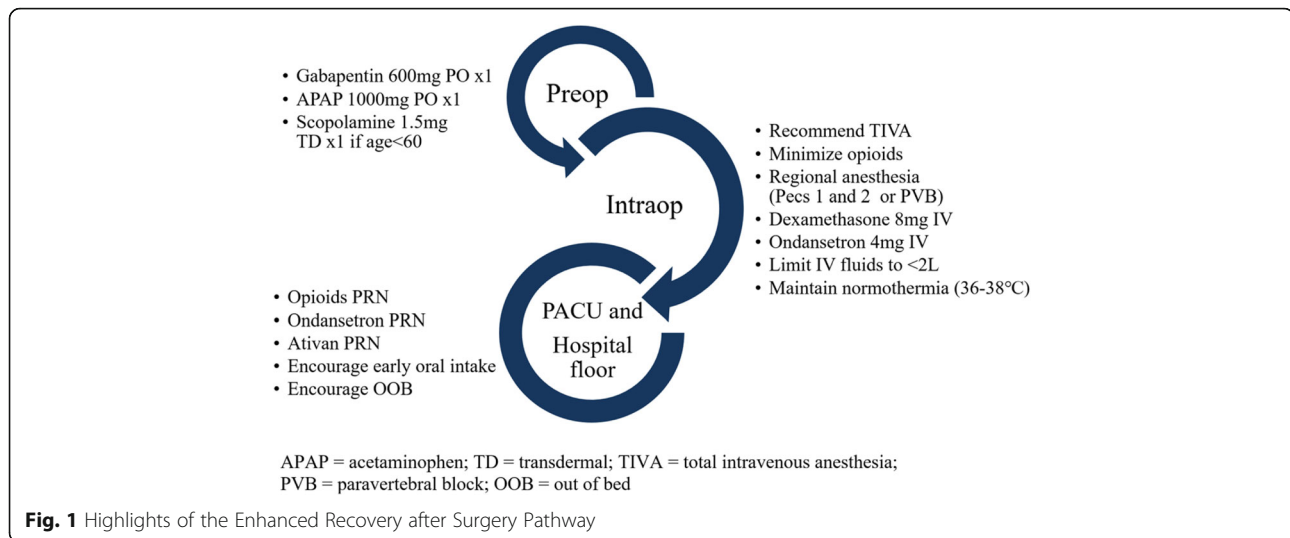 • Gabapentin 600mg PO x1
• APAP 1000mg PO x1
• Scopolamine 1.5mg
TD x1 if age<60
Preop
• Recommend TIVA
• Minimize opioids
• Regional anesthesia
(Pecs 1 and 2 or PVB)
• Dexamethasone 8mg IV
• Ondansetron 4mg IV
• Limit IV fluids to <2L
• Maintain normothermia (36-38℃)
Intraop
• Opioids PRN
• Ondansetron PRN
• Ativan PRN
• Encourage early oral intake
• Encourage OOB
PACU and
Hospital
floor
APAP = acetaminophen; TD = transdermal; TIVA = total intravenous anesthesia;
PVB = paravertebral block; OOB = out of bed
Fig. 1 Highlights of the Enhanced Recovery after Surgery Pathway